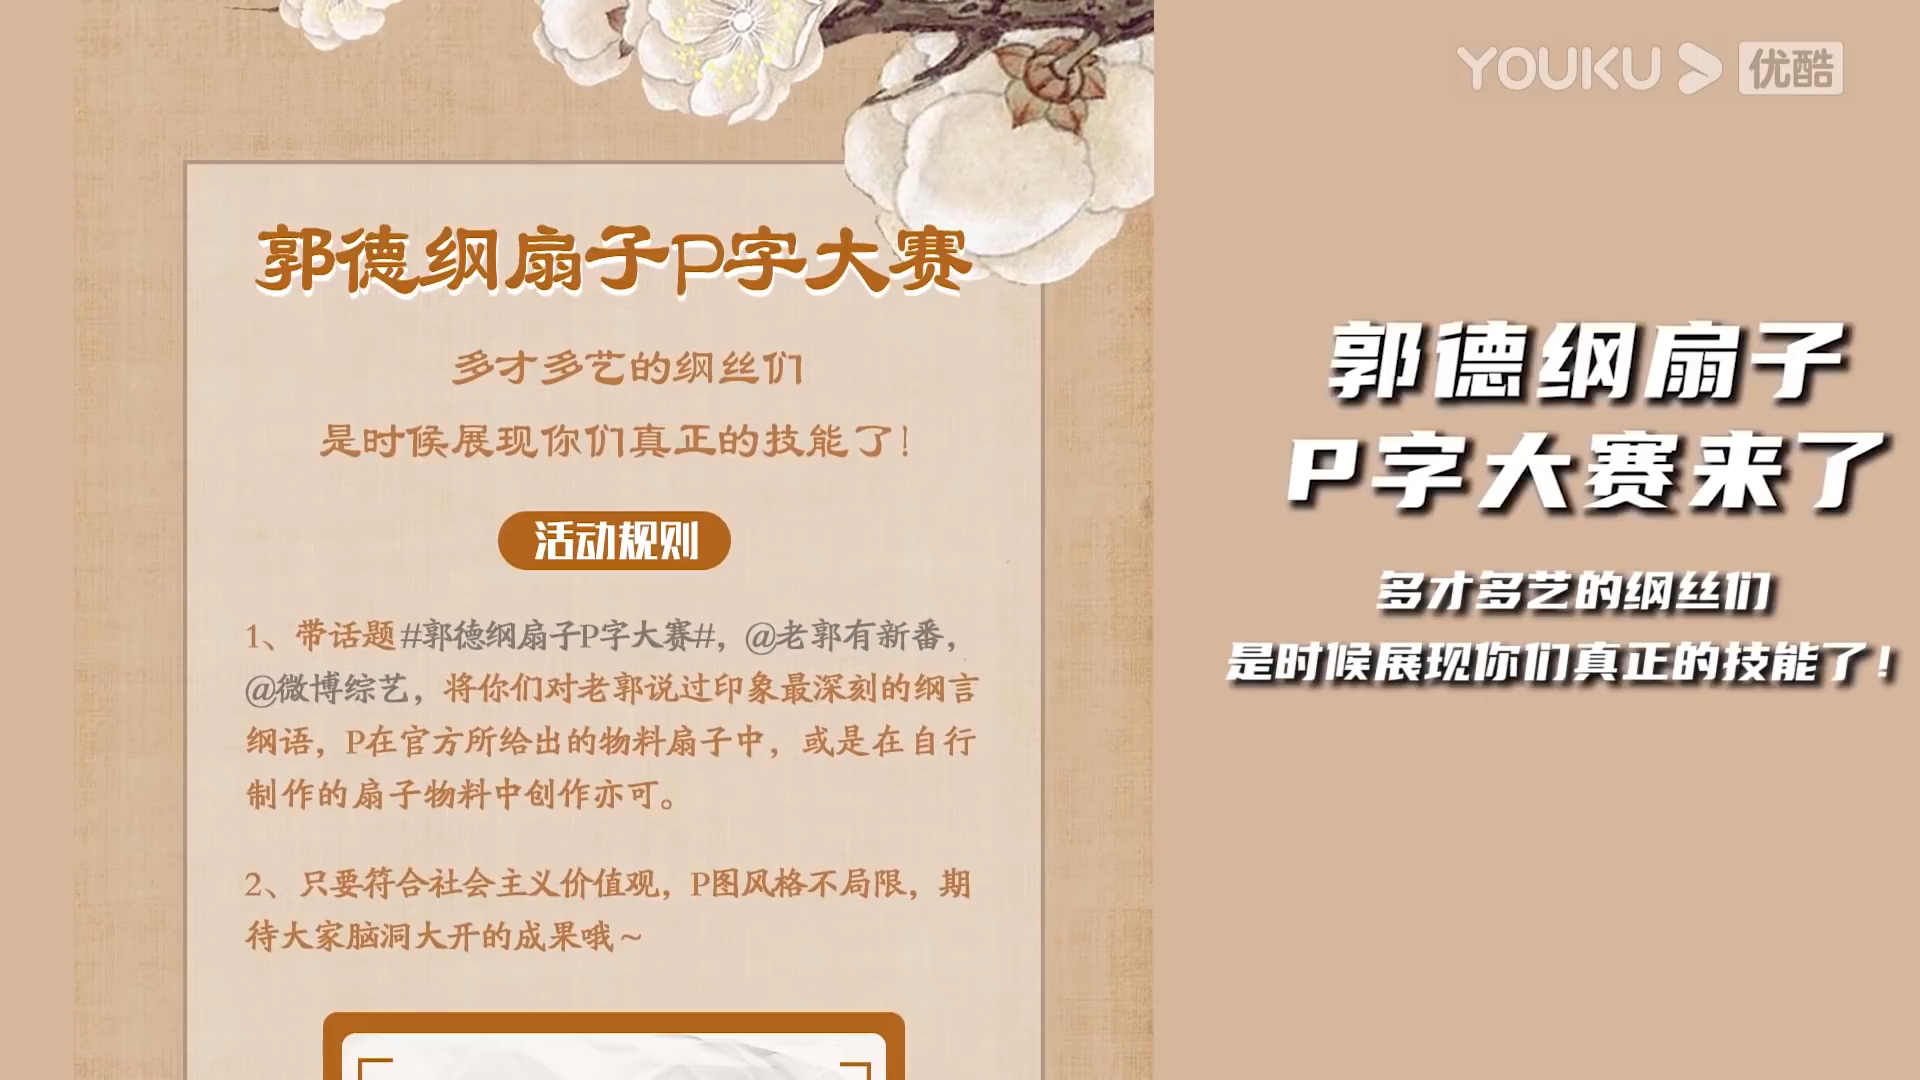 YOUKU 优酷
郭德纲扇子P字大赛
多才多艺的纲丝们
是时候展现你们真正的技能了!
活动规则
1、带话题#郭德纲扇子P字大赛#，@老郭有新番，
@微博综艺，将你们对老郭说过印象最深刻的纲言
纲语，P在官方所给出的物料扇子中，或是在自行
制作的扇子物料中创作亦可。
2、只要符合社会主义价值观，P图风格不局限，期
待大家脑洞大开的成果哦~
郭德纲扇子
P字大赛来了
多才多艺的纲丝们
是时候展现你们真正的技能了!